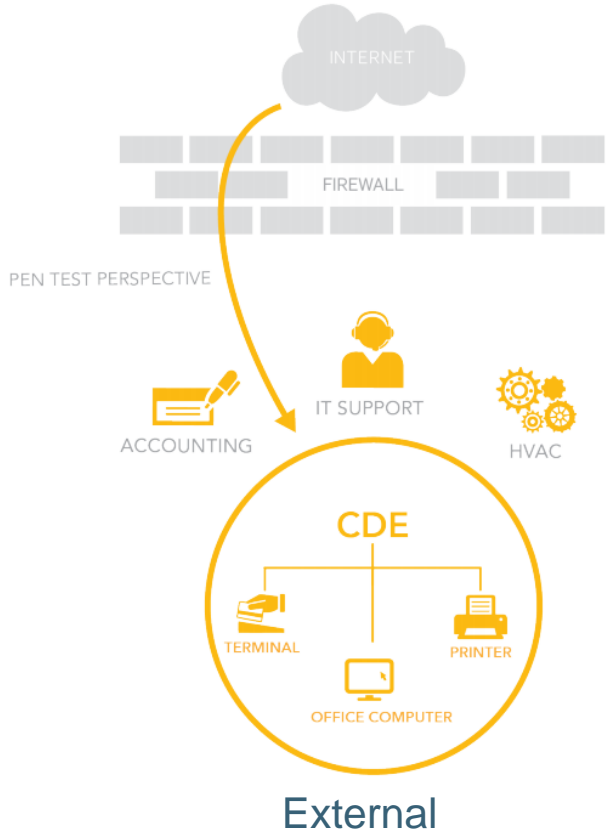 INTERNET
FIREWALL
PEN TEST PERSPECTIVE
IT SUPPORT
ACCOUNTING
HVAC
CDE
TERMINAL
PRINTER
OFFICE COMPUTER
External